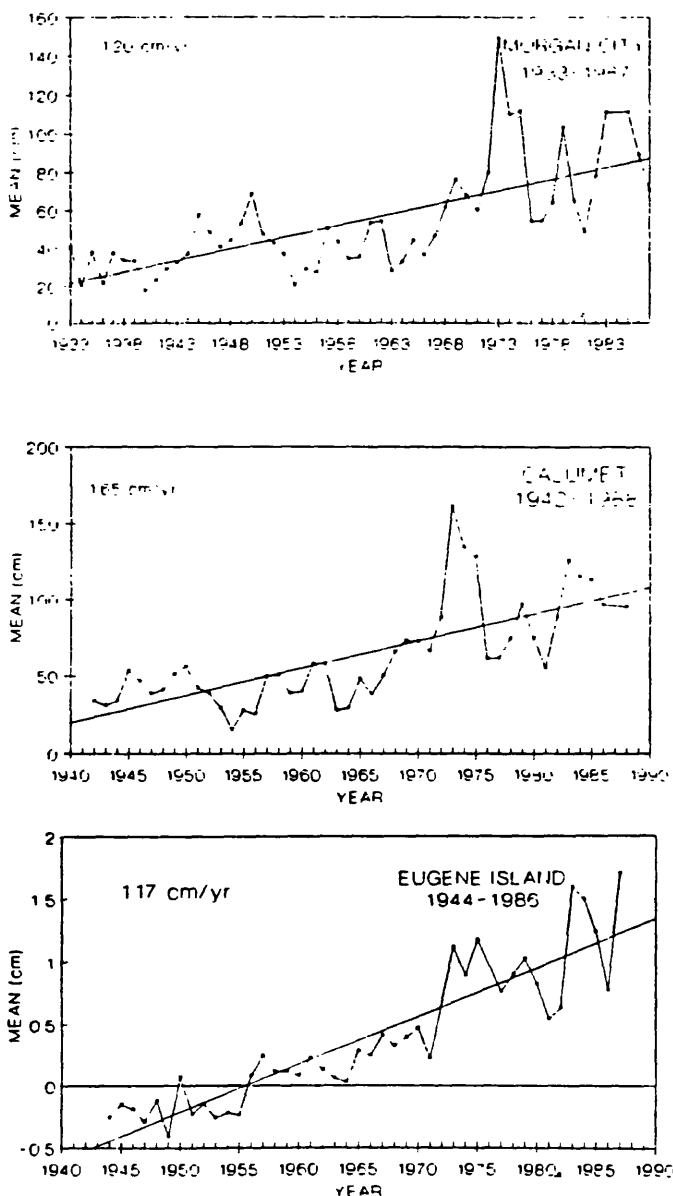 160
140
120
100
80
60
40
20
MEAN (cm)
1.20 cm/yr
MORGAN CITY
1938 1943 1948 1953 1958 1963 1968 1973 1978 1983
YEAR
200
150
100
50
0
MEAN (cm)
1.65 cm/yr
CALUMET
1940 1945 1950 1955 1960 1965 1970 1975 1980 1985 1990
YEAR
2
1.5
1
0.5
0
-0.5
MEAN (cm)
1.17 cm/yr
EUGENE ISLAND
1944-1986
1940 1945 1950 1955 1960 1965 1970 1975 1980 1985 1990
YEAR